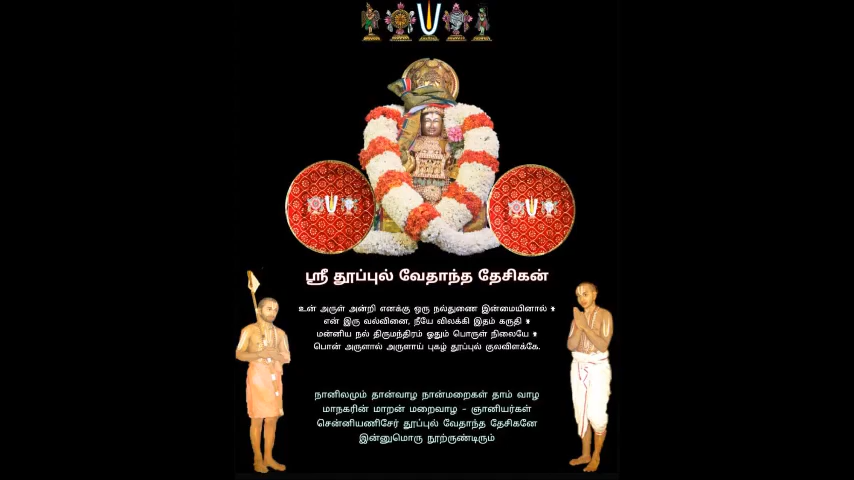 ஸ்ரீ தூப்புல் வேதாந்த தேசிகன்
உன் அருள் அன்றி எனக்கு ஒரு நல்துணை இன்மையினால் *
என் இரு வல்வினை, நீயே விலக்கி இதம் கருதி *
மன்னிய நல் திருமந்திரம் ஓதும் பொருள் நிலையே *
பொன் அருளால் அருளாய் புகழ் தூப்புல் குலவிளக்கே.
நானிலமும் தான்வாழ நான்மறைகள் தாம் வாழ
மாநகரின் மாறன் மறைவாழ - ஞானியர்கள்
சென்னியணிசேர் தூப்புல் வேதாந்த தேசிகனே
இன்னுமொரு நூற்ருண்டிரும்